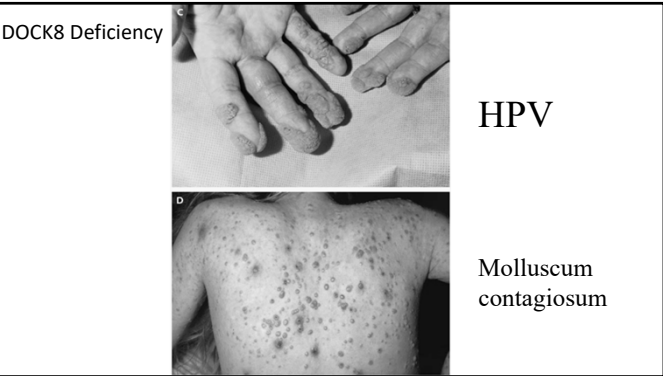 DOCK8 Deficiency
C
HPV
D
Molluscum
contagiosum